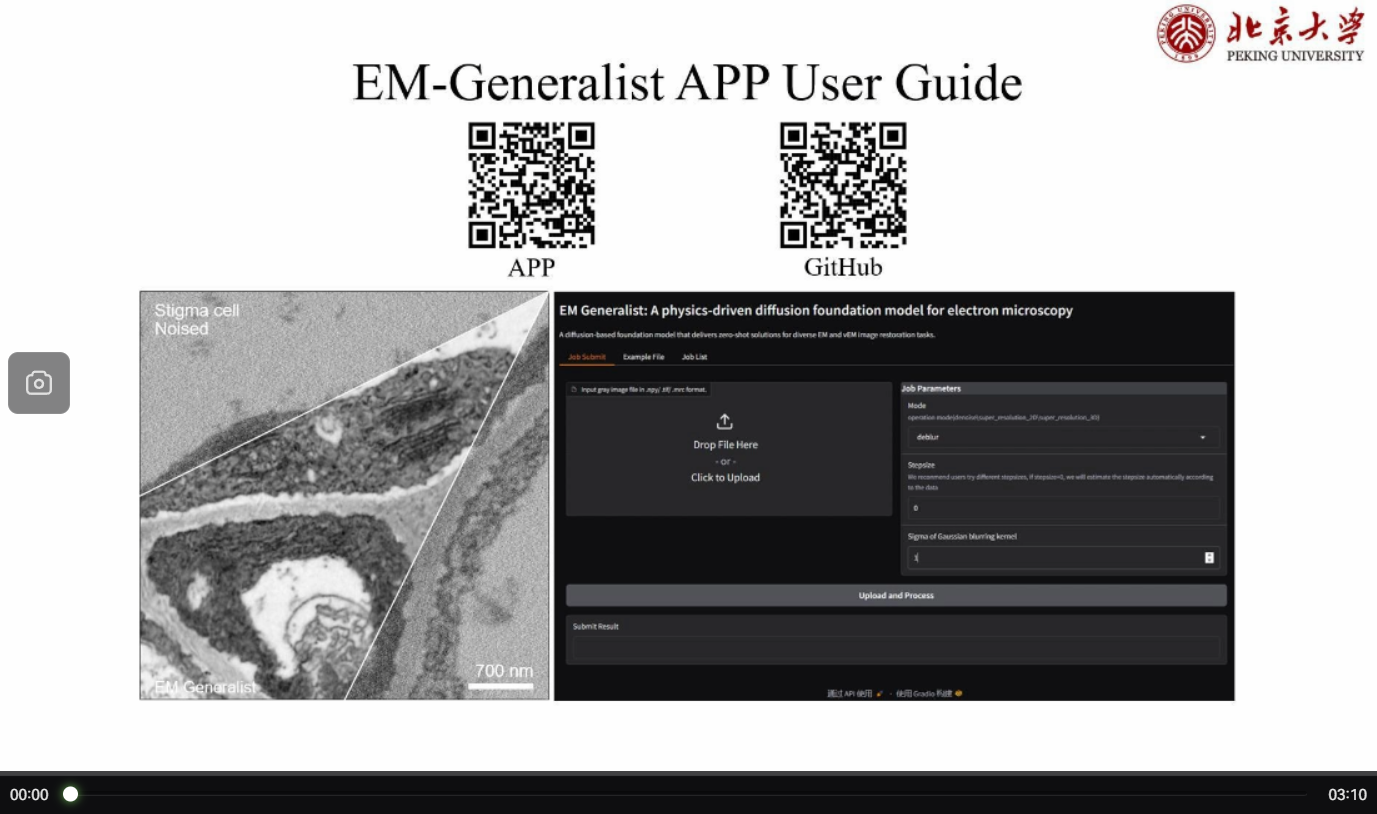 北京大学
PEKING UNIVERSITY
EM-Generalist APP User Guide
APP
GitHub
Stigma cell
Noised
EM Generalist
700 nm
EM Generalist: A physics-driven diffusion foundation model for electron microscopy
A diffusion-based foundation model that delivers zero-shot solutions for diverse EM and vEM image restoration tasks.
Job Submit Example File Job List
Input gray image file in .npy/ .tif/ .mrc format.
Drop File Here
- or -
Click to Upload
Job Parameters
Mode
operation mode(denoise\super_resolution_2D\super_resolution_3D)
deblur
Stepsize
We recommend users try different stepsizes, if stepsize=0, we will estimate the stepsize automatically according
to the data
0
Sigma of Gaussian blurring kernel
Upload and Process
Submit Result
通过 API 使用 · 使用 Gradio 构建
00:00
03:10